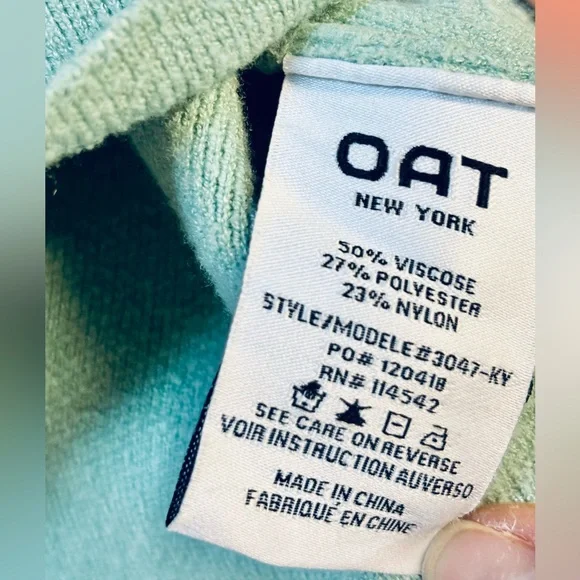 OAT
NEW YORK
50% VISCOSE
27% POLYESTER
23% NYLON
STYLE/MODELE#3047-KY
PO# 120418
RN# 114542
SEE CARE ON REVERSE
VOIR INSTRUCTION AUVERSO
MADE IN CHINA
FABRIQUÉ EN CHINE